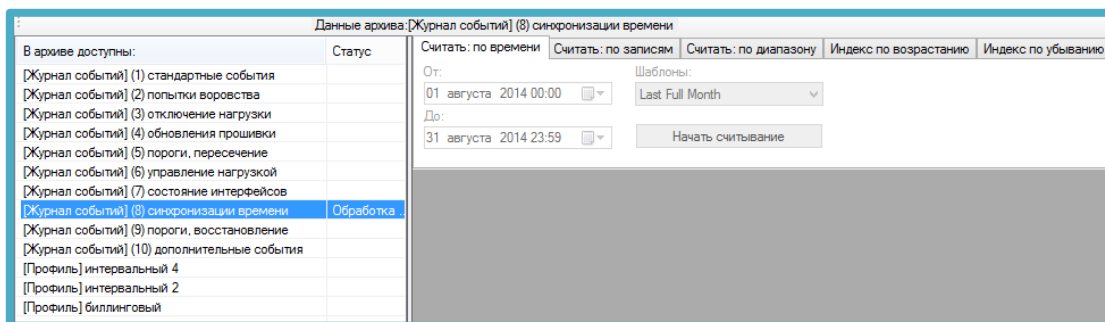 Данные архива:[Журнал событий] (8) синхронизации времени
В архиве доступны: Статус
[Журнал событий] (1) стандартные события
[Журнал событий] (2) попытки воровства
[Журнал событий] (3) отключение нагрузки
[Журнал событий] (4) обновления прошивки
[Журнал событий] (5) пороги, пересечение
[Журнал событий] (6) управление нагрузкой
[Журнал событий] (7) состояние интерфейсов
[Журнал событий] (8) синхронизации времени Обработка ..
[Журнал событий] (9) пороги, восстановление
[Журнал событий] (10) дополнительные события
[Профиль] интервальный 4
[Профиль] интервальный 2
[Профиль] биллинговый
Считать: по времени Считать: по записям Считать: по диапазону Индекс по возрастанию Индекс по убыванию
От: Шаблоны:
01 августа 2014 00:00 Last Full Month
До:
31 августа 2014 23:59 Начать считывание